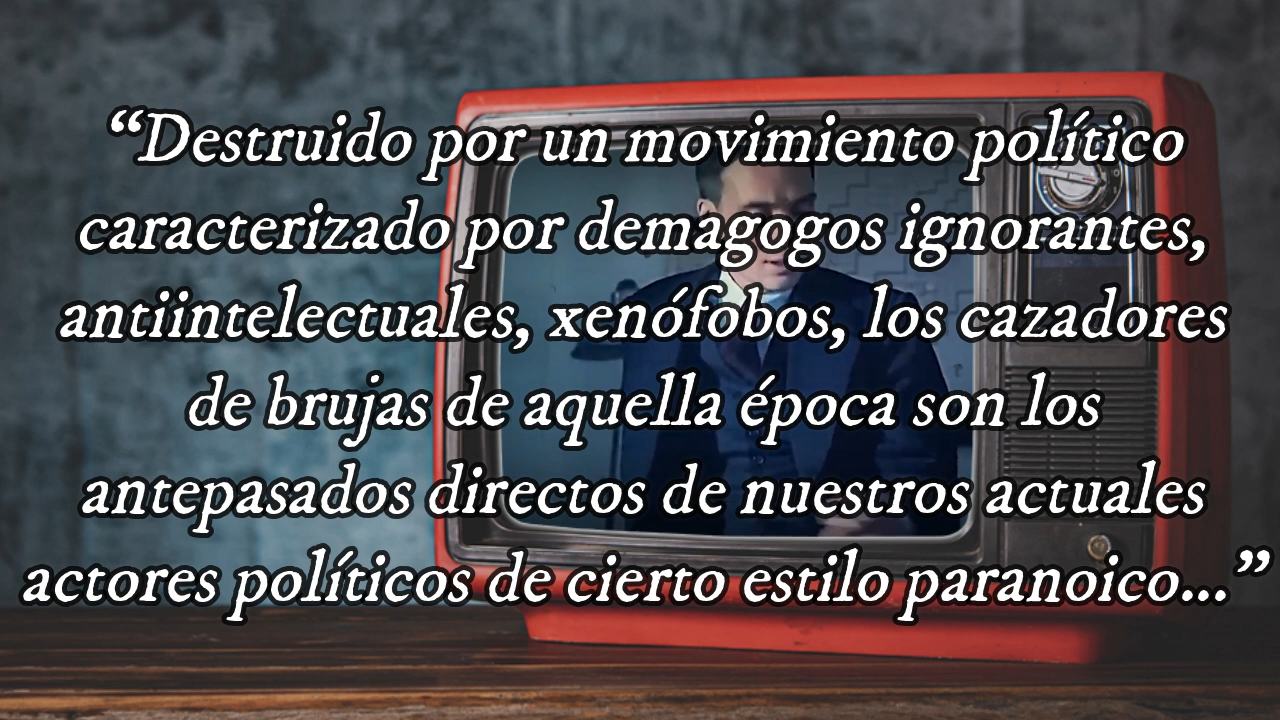 “Destruido por un movimiento político
caracterizado por demagogos ignorantes,
antiintelectuales, xenófobos, los cazadores
de brujas de aquella época son los
antepasados directos de nuestros actuales
actores políticos de cierto estilo paranoico...”